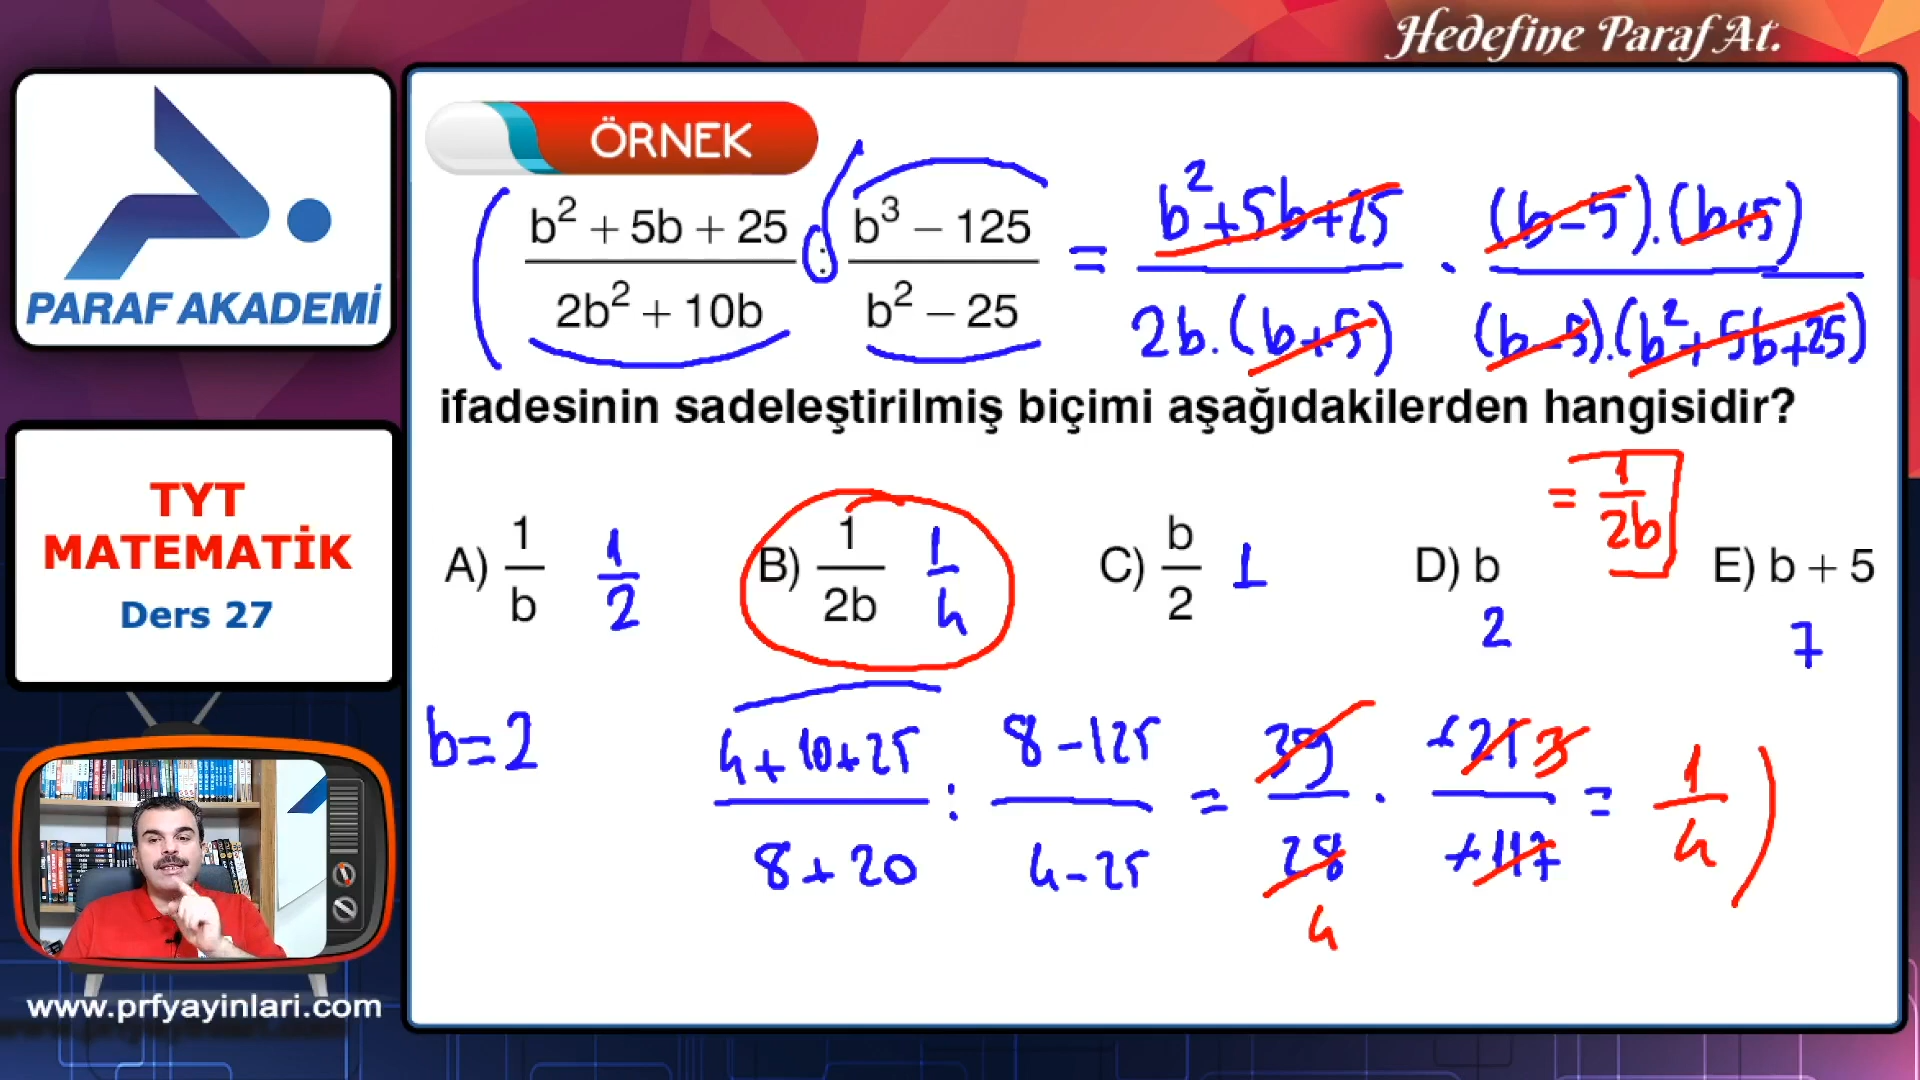 Hedefine Paraf At.
PARAF AKADEMİ
TYT
MATEMATİK
Ders 27
www.prfyayinlari.com
ÖRNEK
(b² + 5b + 25)/(2b² + 10b) : (b³ − 125)/(b² − 25) = (b²+5b+25)/(2b.(b+5)) . ((b-5).(b+5))/((b-5).(b²+5b+25))
ifadesinin sadeleştirilmiş biçimi aşağıdakilerden hangisidir?
= 1/2b
A) 1/b 1/2 B) 1/2b 1/4 C) b/2 1 D) b 2 E) b + 5 7
b=2 (4+10+25)/(8+20) : (8-125)/(4-25) = 39/28 . +21/+117 = 1/4
3
4